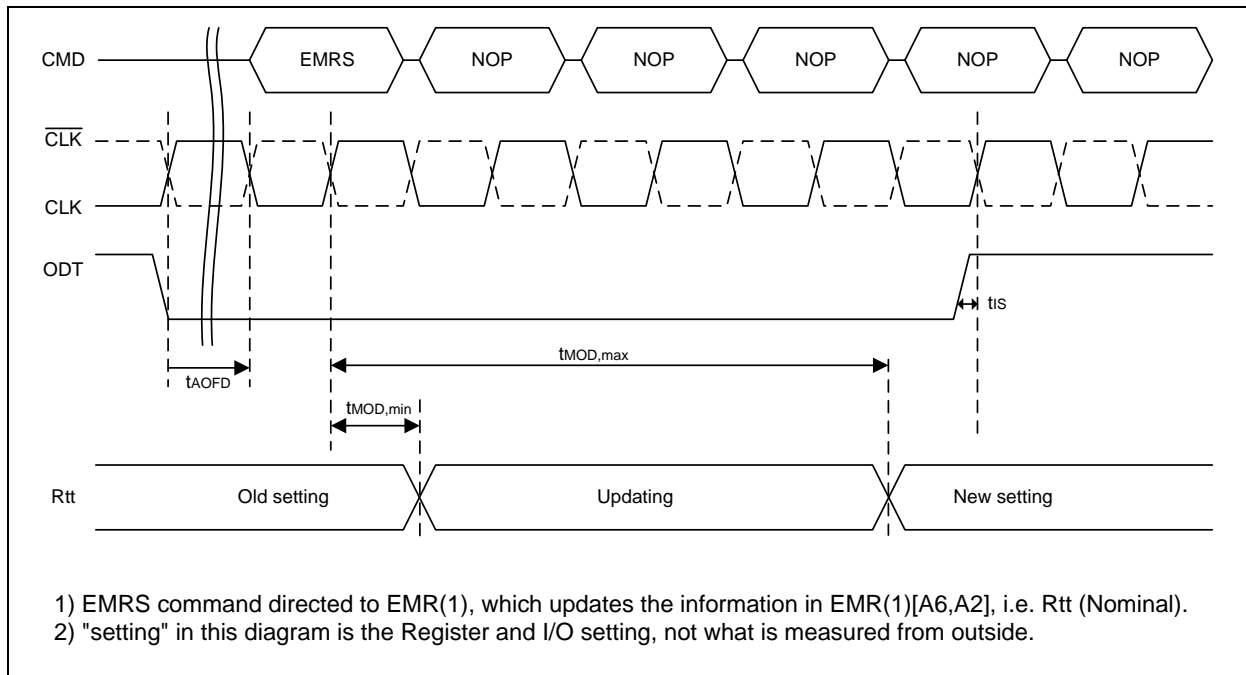 CMD EMRS NOP NOP NOP NOP NOP
CLK
CLK
ODT
tIS
tMOD,max
tAOFD
tMOD,min
Rtt Old setting Updating New setting
1) EMRS command directed to EMR(1), which updates the information in EMR(1)[A6,A2], i.e. Rtt (Nominal).
2) "setting" in this diagram is the Register and I/O setting, not what is measured from outside.